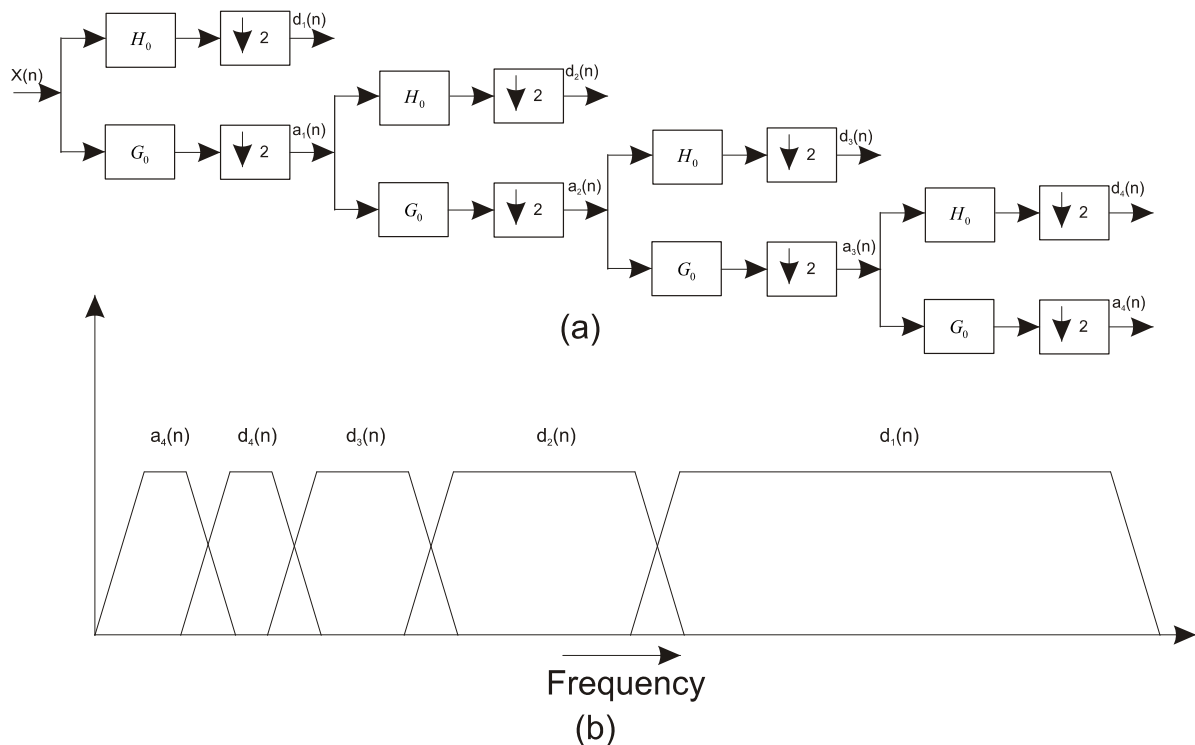 X(n)
H₀
2
d₁(n)
G₀
2
a₁(n)
H₀
2
d₂(n)
G₀
2
a₂(n)
H₀
2
d₃(n)
G₀
2
a₃(n)
H₀
2
d₄(n)
G₀
2
a₄(n)
(a)
a₄(n) d₄(n) d₃(n) d₂(n) d₁(n)
Frequency
(b)